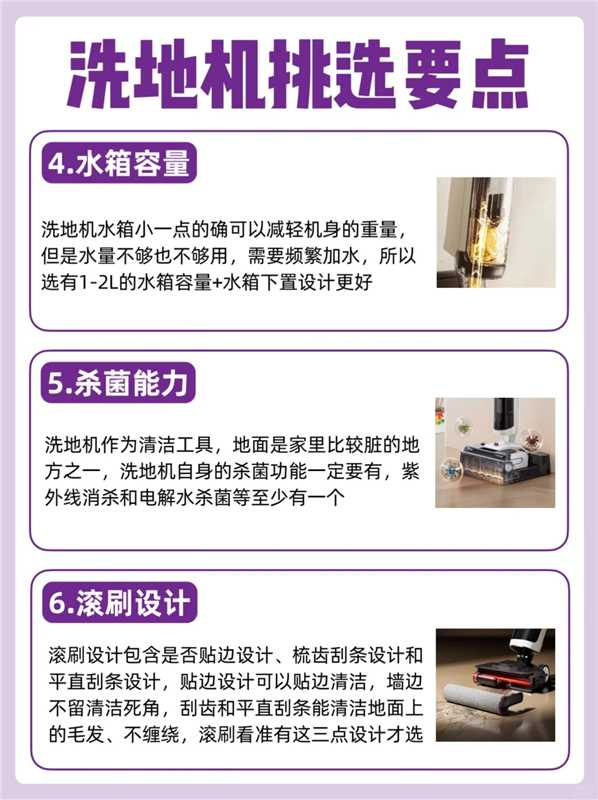 洗地机挑选要点
4.水箱容量
洗地机水箱小一点的确可以减轻机身的重量，
但是水量不够也不够用，需要频繁加水，所以
选有1-2L的水箱容量+水箱下置设计更好
5.杀菌能力
洗地机作为清洁工具，地面是家里比较脏的地
方之一，洗地机自身的杀菌功能一定要有，紫
外线消杀和电解水杀菌等至少有一个
6.滚刷设计
滚刷设计包含是否贴边设计、梳齿刮条设计和
平直刮条设计，贴边设计可以贴边清洁，墙边
不留清洁死角，刮齿和平直刮条能清洁地面上
的毛发、不缠绕，滚刷看准有这三点设计才选